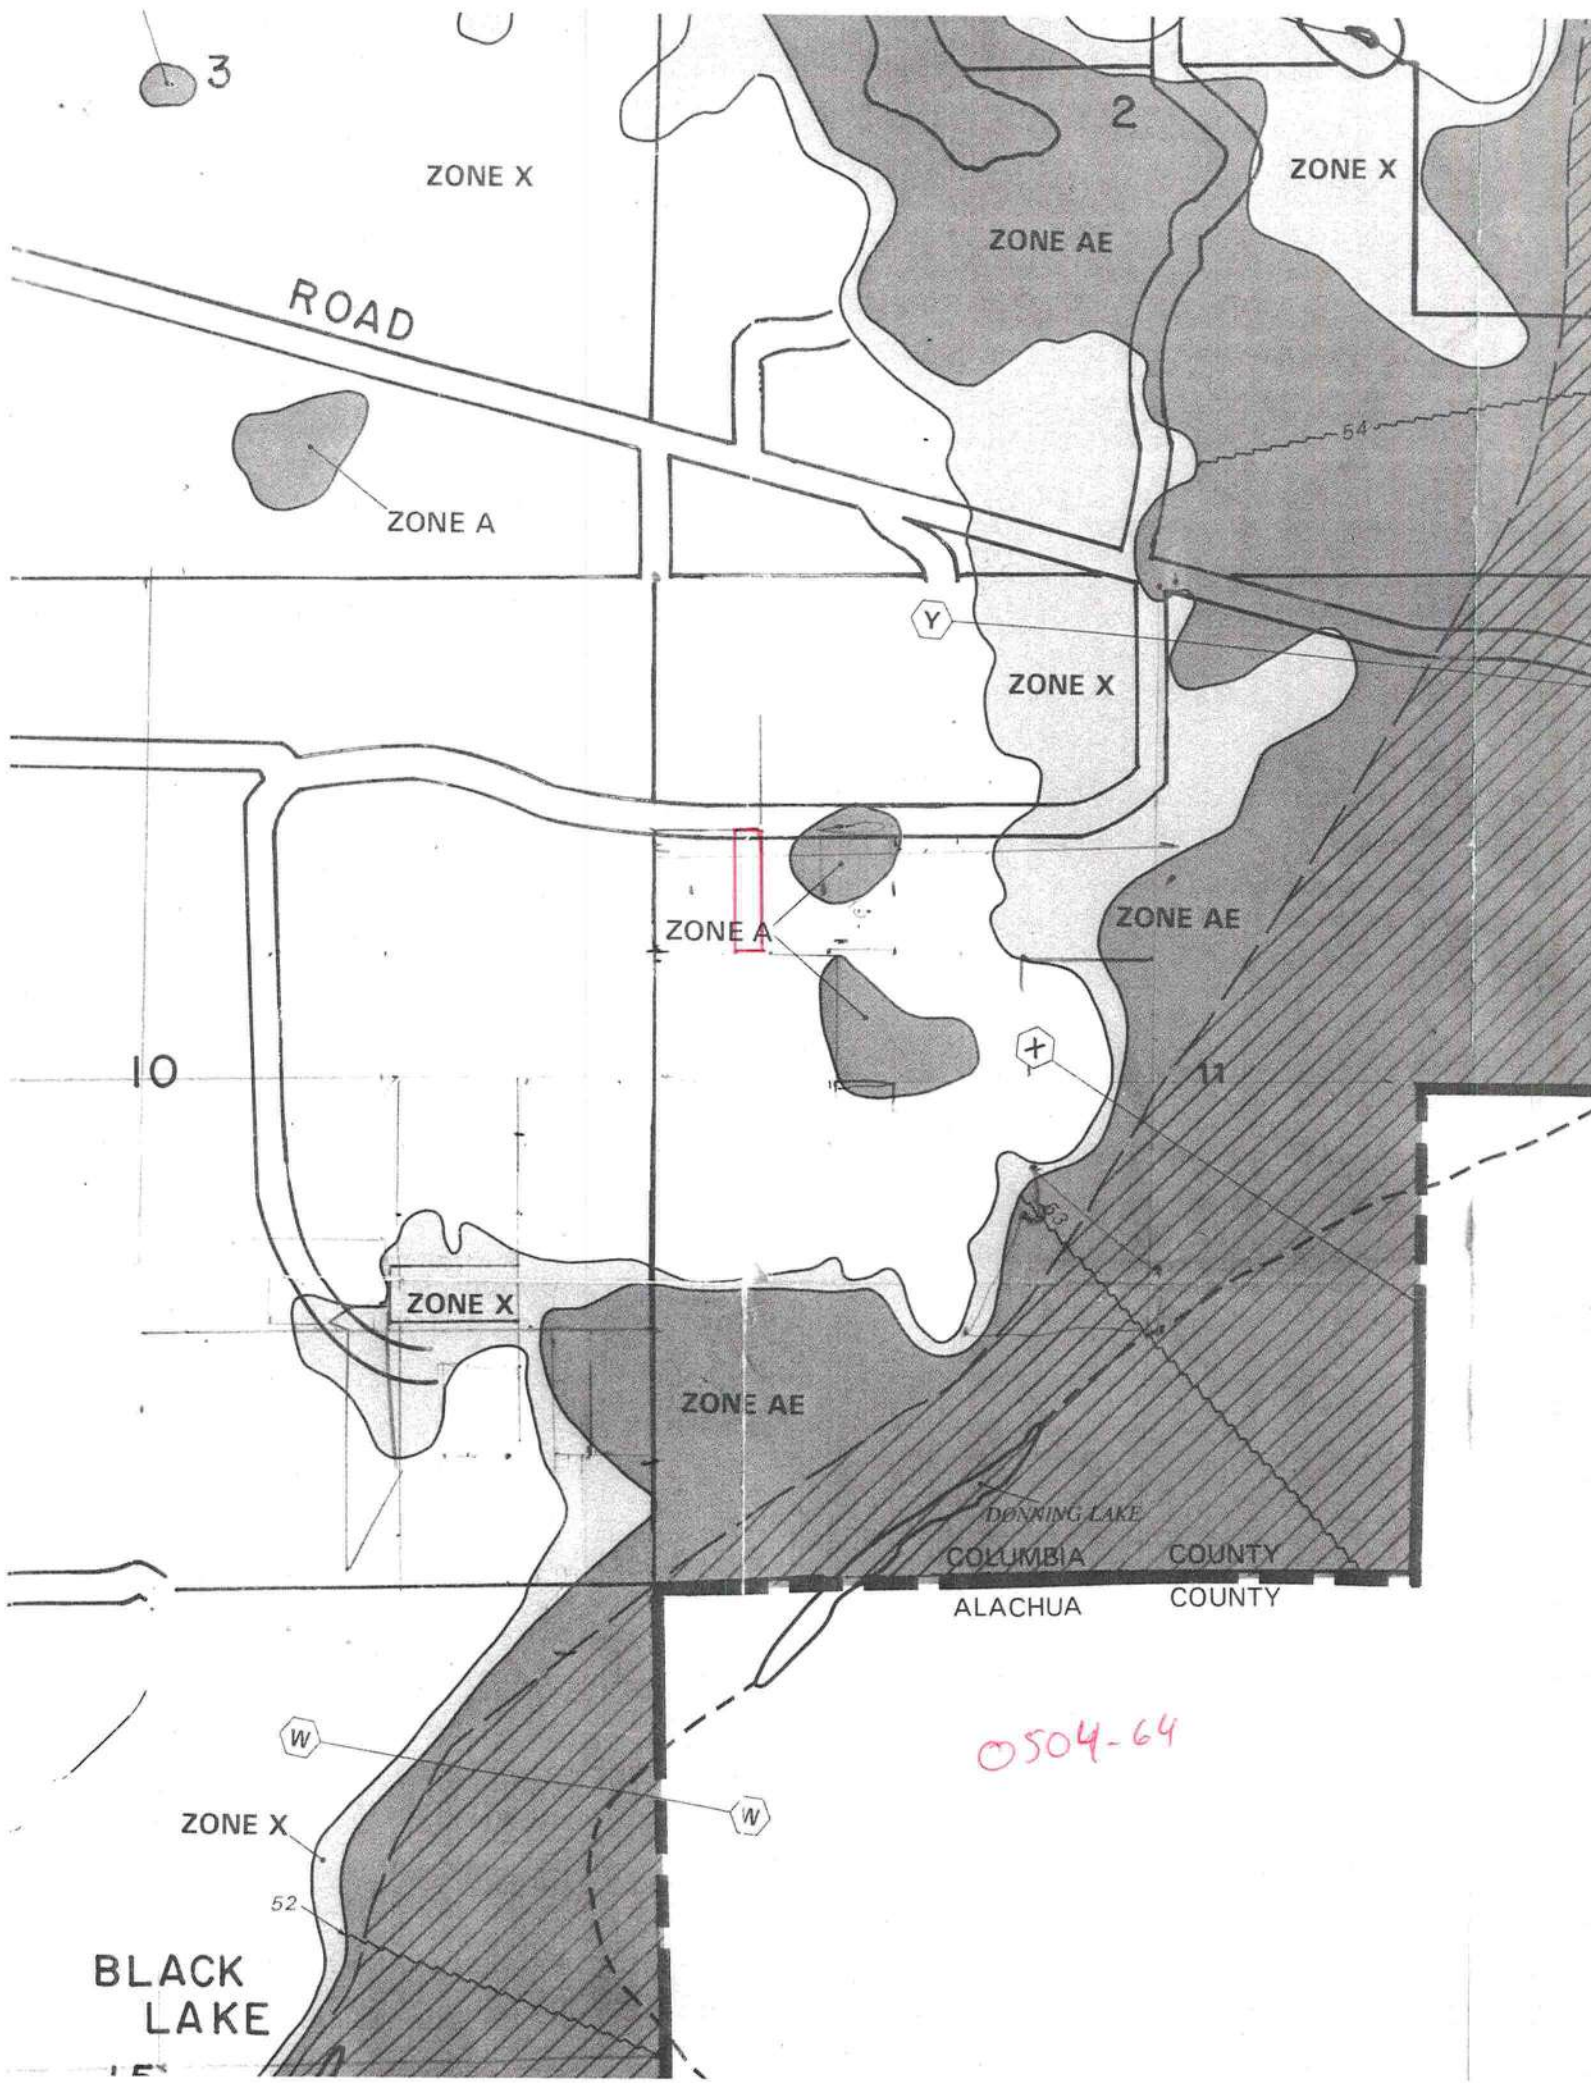 3
2
ZONE X
ZONE X
ZONE AE
ROAD
54
ZONE A
Y
ZONE X
ZONE A
ZONE AE
X
10
11
53
ZONE X
ZONE AE
DONNING LAKE
COLUMBIA COUNTY
ALACHUA COUNTY
W
0504-64
W
ZONE X
52
BLACK
LAKE
15